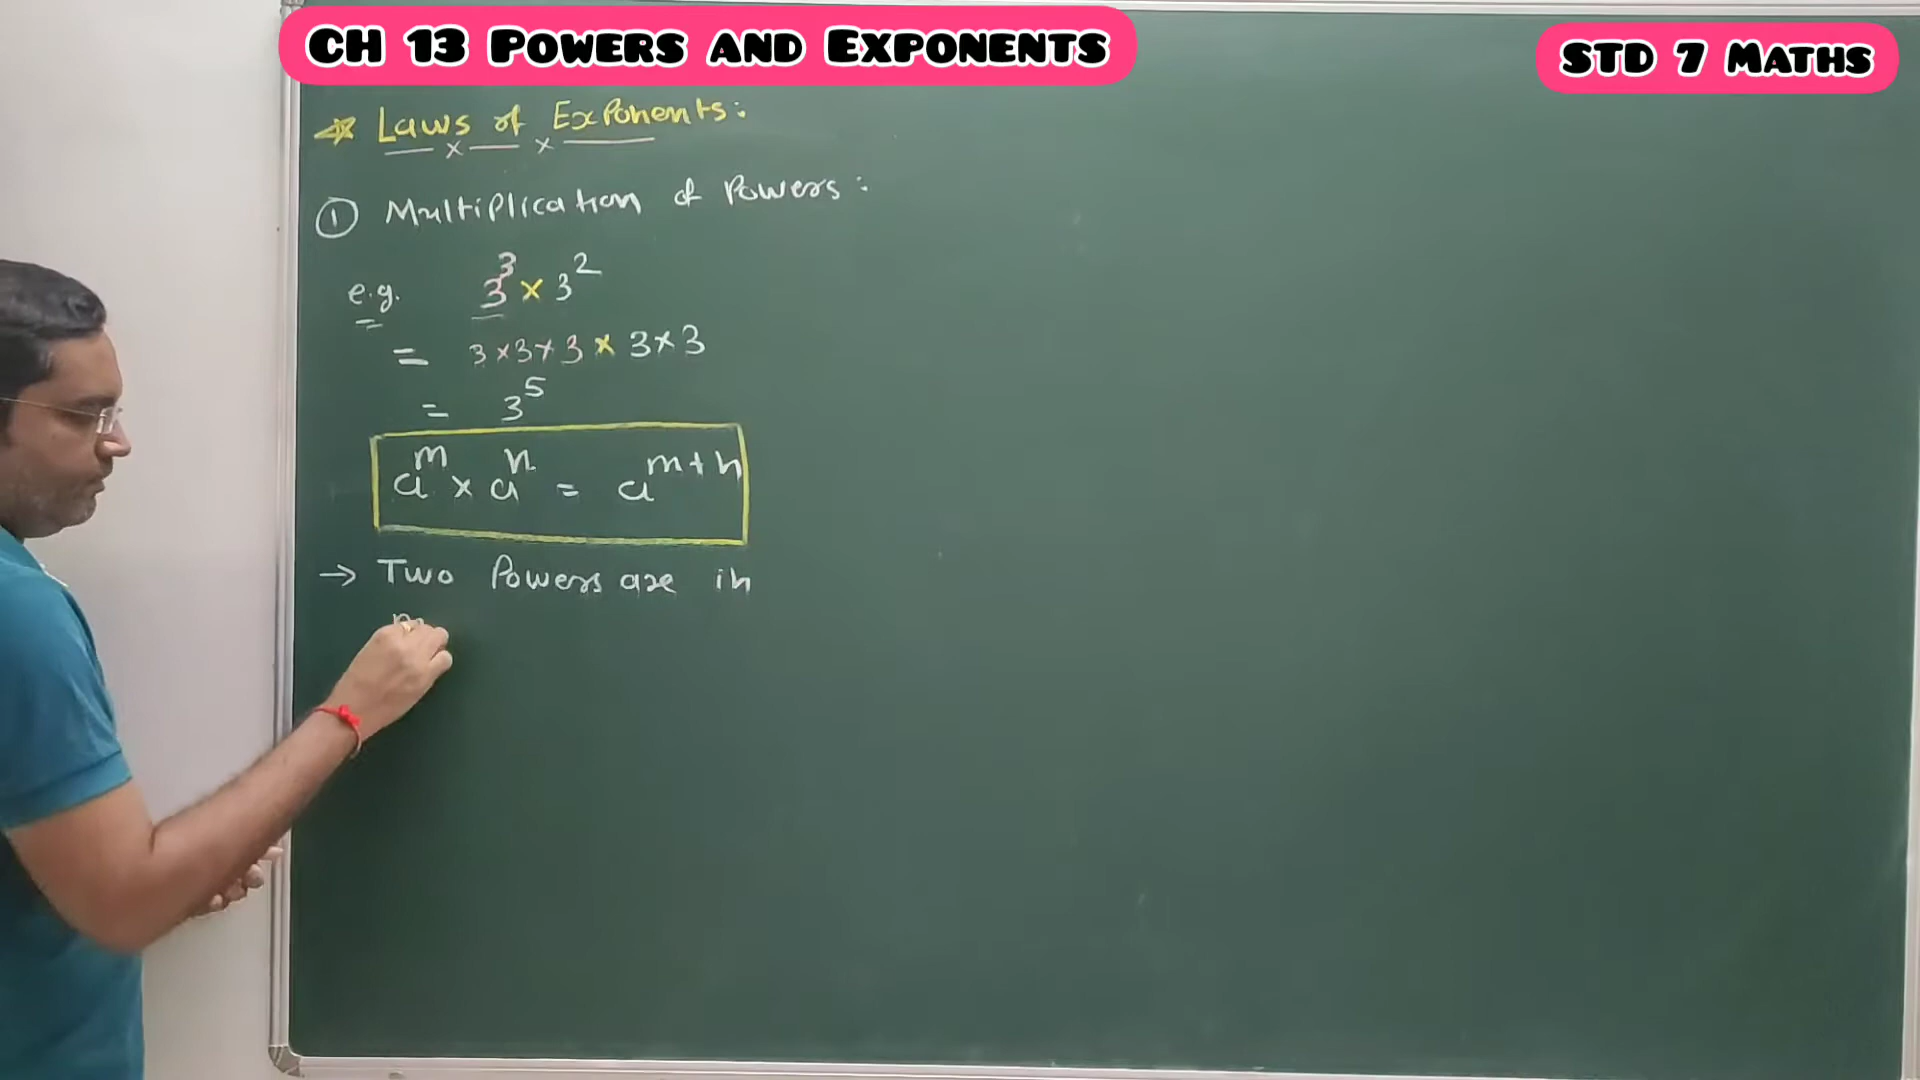 CH 13 POWERS AND EXPONENTS
STD 7 MATHS
Laws of Exponents:
① Multiplication of Powers:
e.g. 3³ × 3²
= 3×3×3 × 3×3
= 3⁵
aᵐ × aⁿ = aᵐ⁺ⁿ
→ Two Powers are in